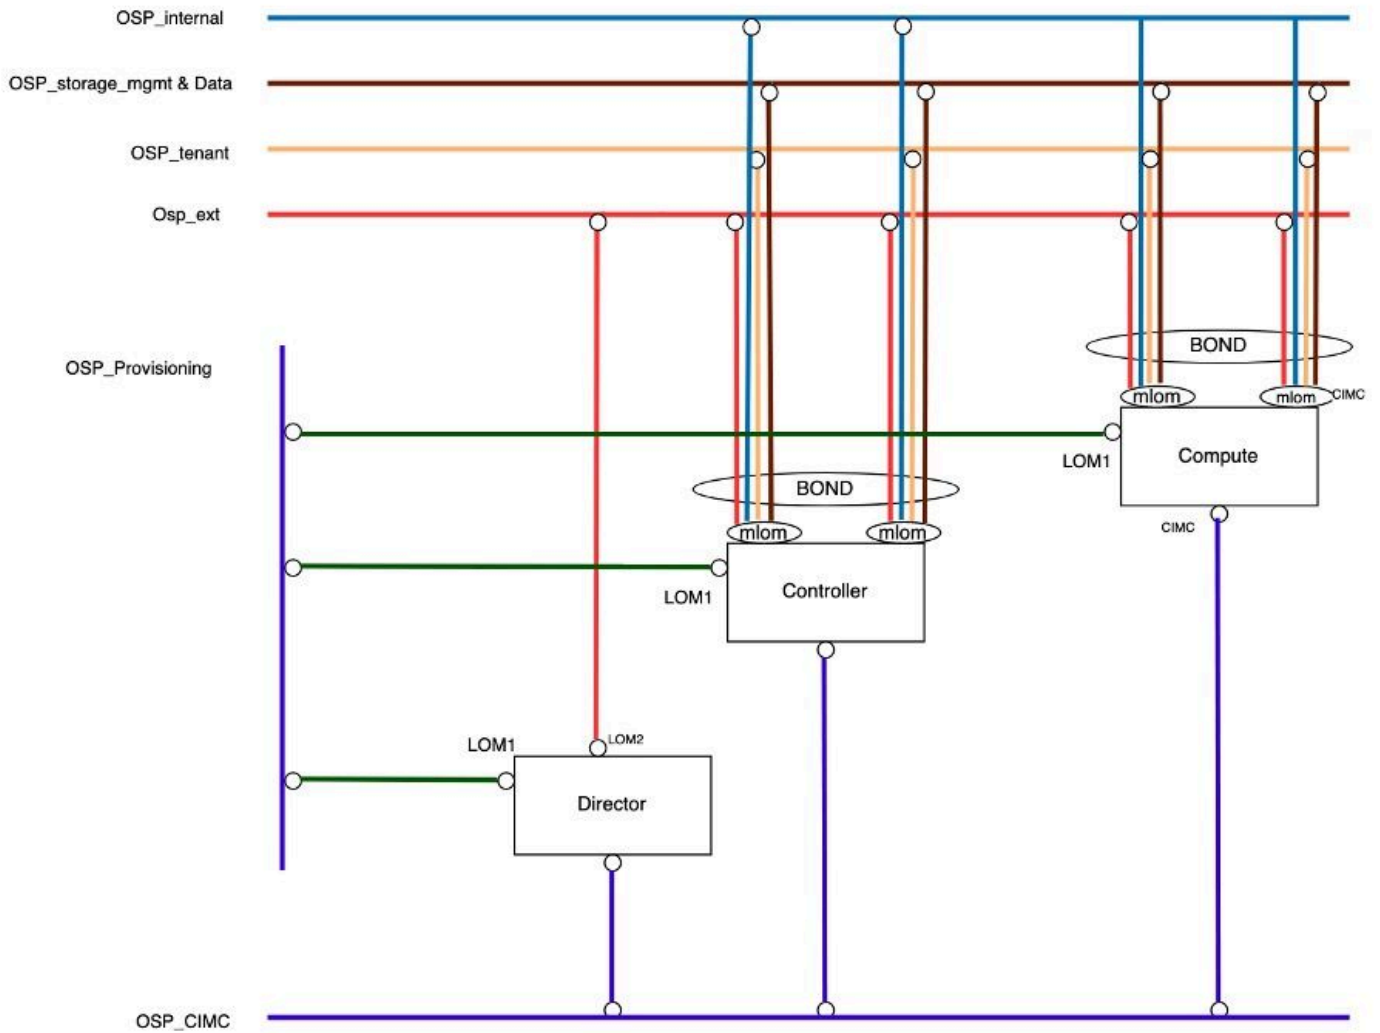 OSP_internal
OSP_storage_mgmt & Data
OSP_tenant
Osp_ext
BOND
OSP_Provisioning
mlom
mlom
CIMC
Compute
LOM1
BOND
CIMC
mlom
mlom
Controller
LOM1
LOM1
LOM2
Director
OSP_CIMC